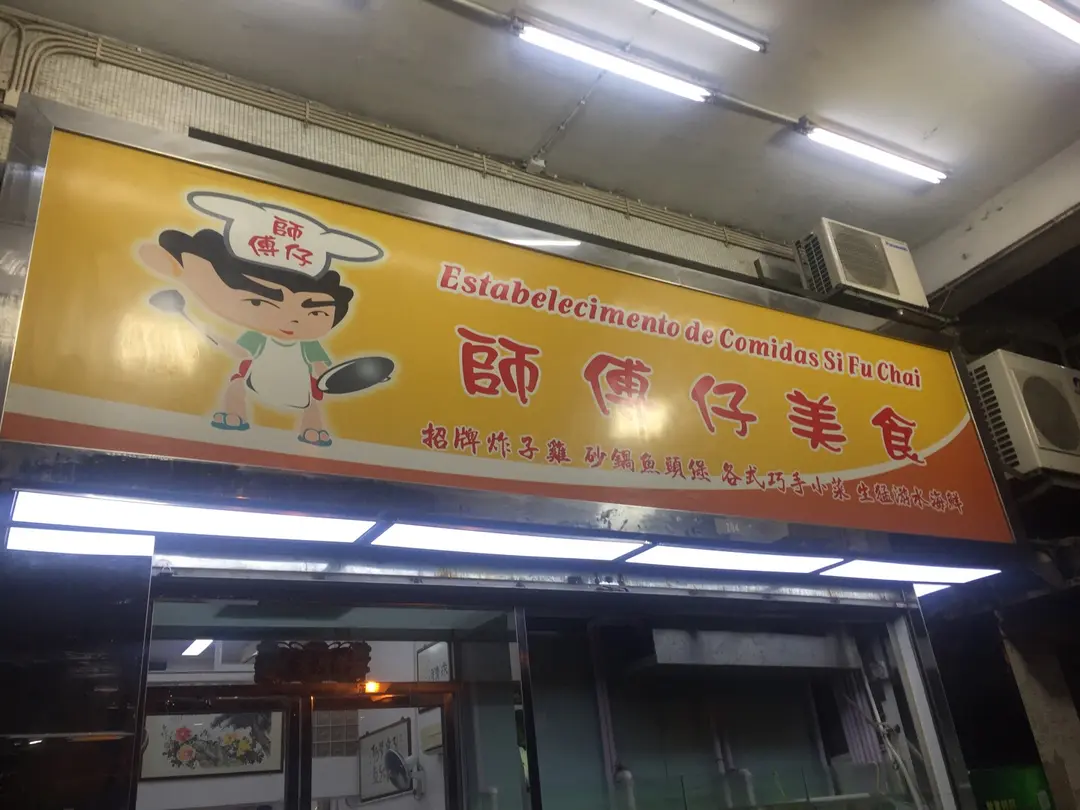 師
傅仔
Estabelecimento de Comidas Si Fu Chai
師傅仔美食
招牌炸子雞 砂鍋魚頭煲 各式巧手小菜 生猛游水海鮮